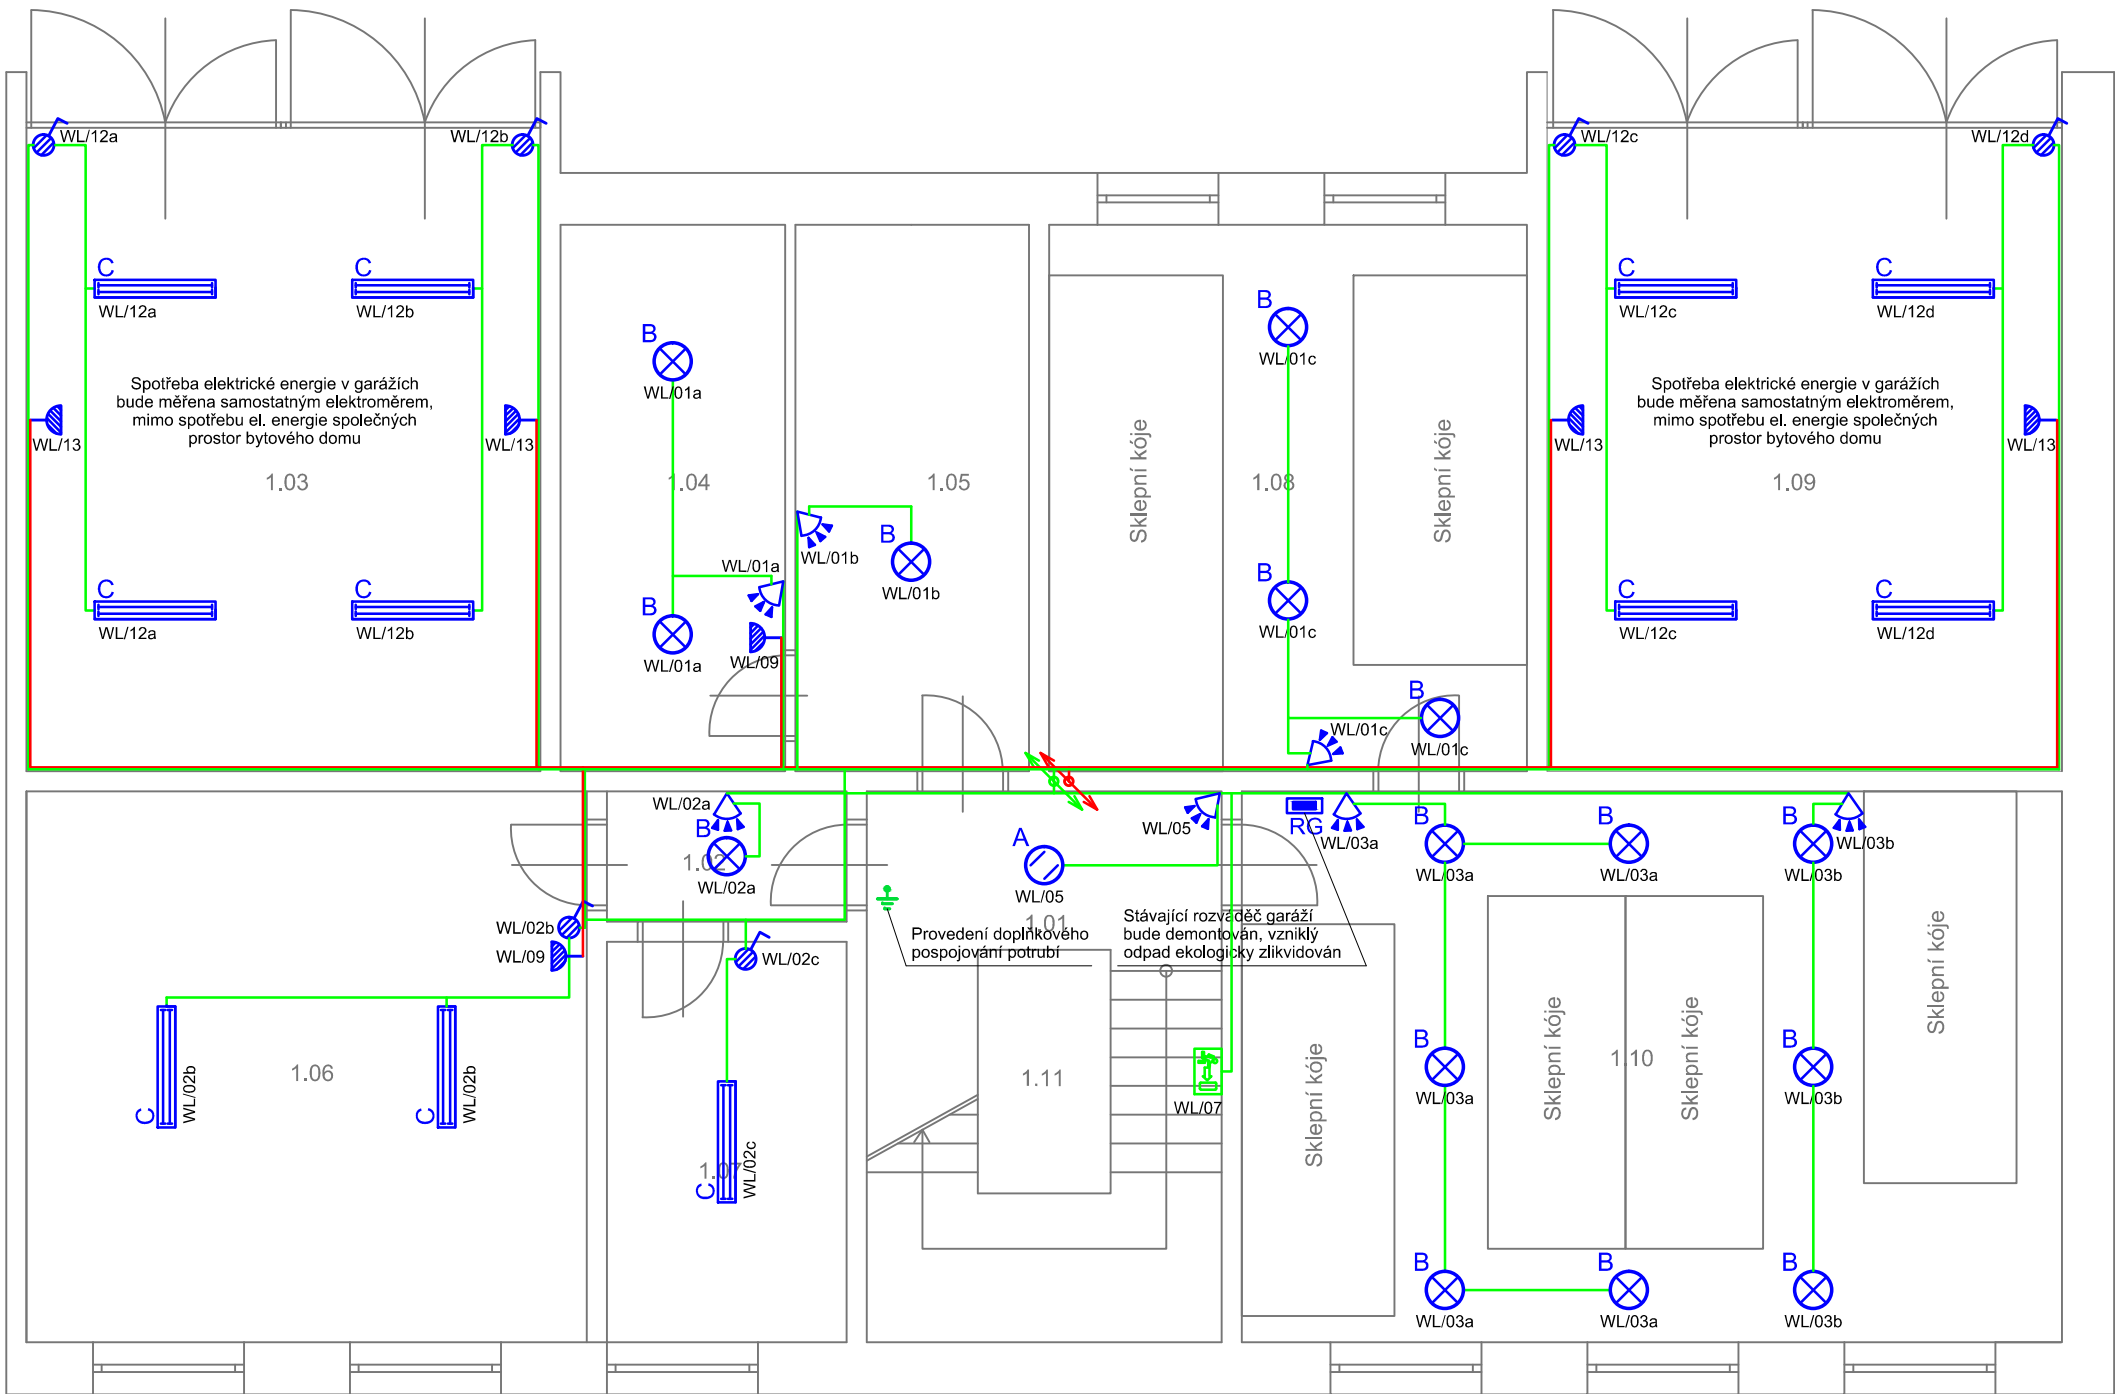 WL/12a
WL/12b
WL/12c
WL/12d
C
WL/12a
C
WL/12b
B
WL/01c
C
WL/12c
C
WL/12d
B
WL/01a
Spotřeba elektrické energie v garážích
bude měřena samostatným elektroměrem,
mimo spotřebu el. energie společných
prostor bytového domu
Spotřeba elektrické energie v garážích
bude měřena samostatným elektroměrem,
mimo spotřebu el. energie společných
prostor bytového domu
WL/13
WL/13
WL/13
WL/13
1.03
1.04
1.05
Sklepní kóje
1.08
Sklepní kóje
1.09
B
WL/01b
WL/01b
WL/01a
C
WL/12a
C
WL/12b
B
WL/01a
WL/09
B
WL/01c
C
WL/12c
C
WL/12d
B
WL/01c
WL/01c
WL/02a
B
1.02
WL/02a
A
WL/05
WL/05
1.01
RG
WL/03a
B
WL/03a
B
WL/03a
B
WL/03b
WL/03b
WL/02b
WL/09
WL/02c
Provedení doplňkového
pospojování potrubí
Stávající rozváděč garáží
bude demontován, vzniklý
odpad ekologicky zlikvidován
C
WL/02b
1.06
C
WL/02b
1.07
C
WL/02c
1.11
WL/07
Sklepní kóje
B
WL/03a
Sklepní kóje
1.10
Sklepní kóje
B
WL/03b
Sklepní kóje
B
WL/03a
B
WL/03a
B
WL/03b